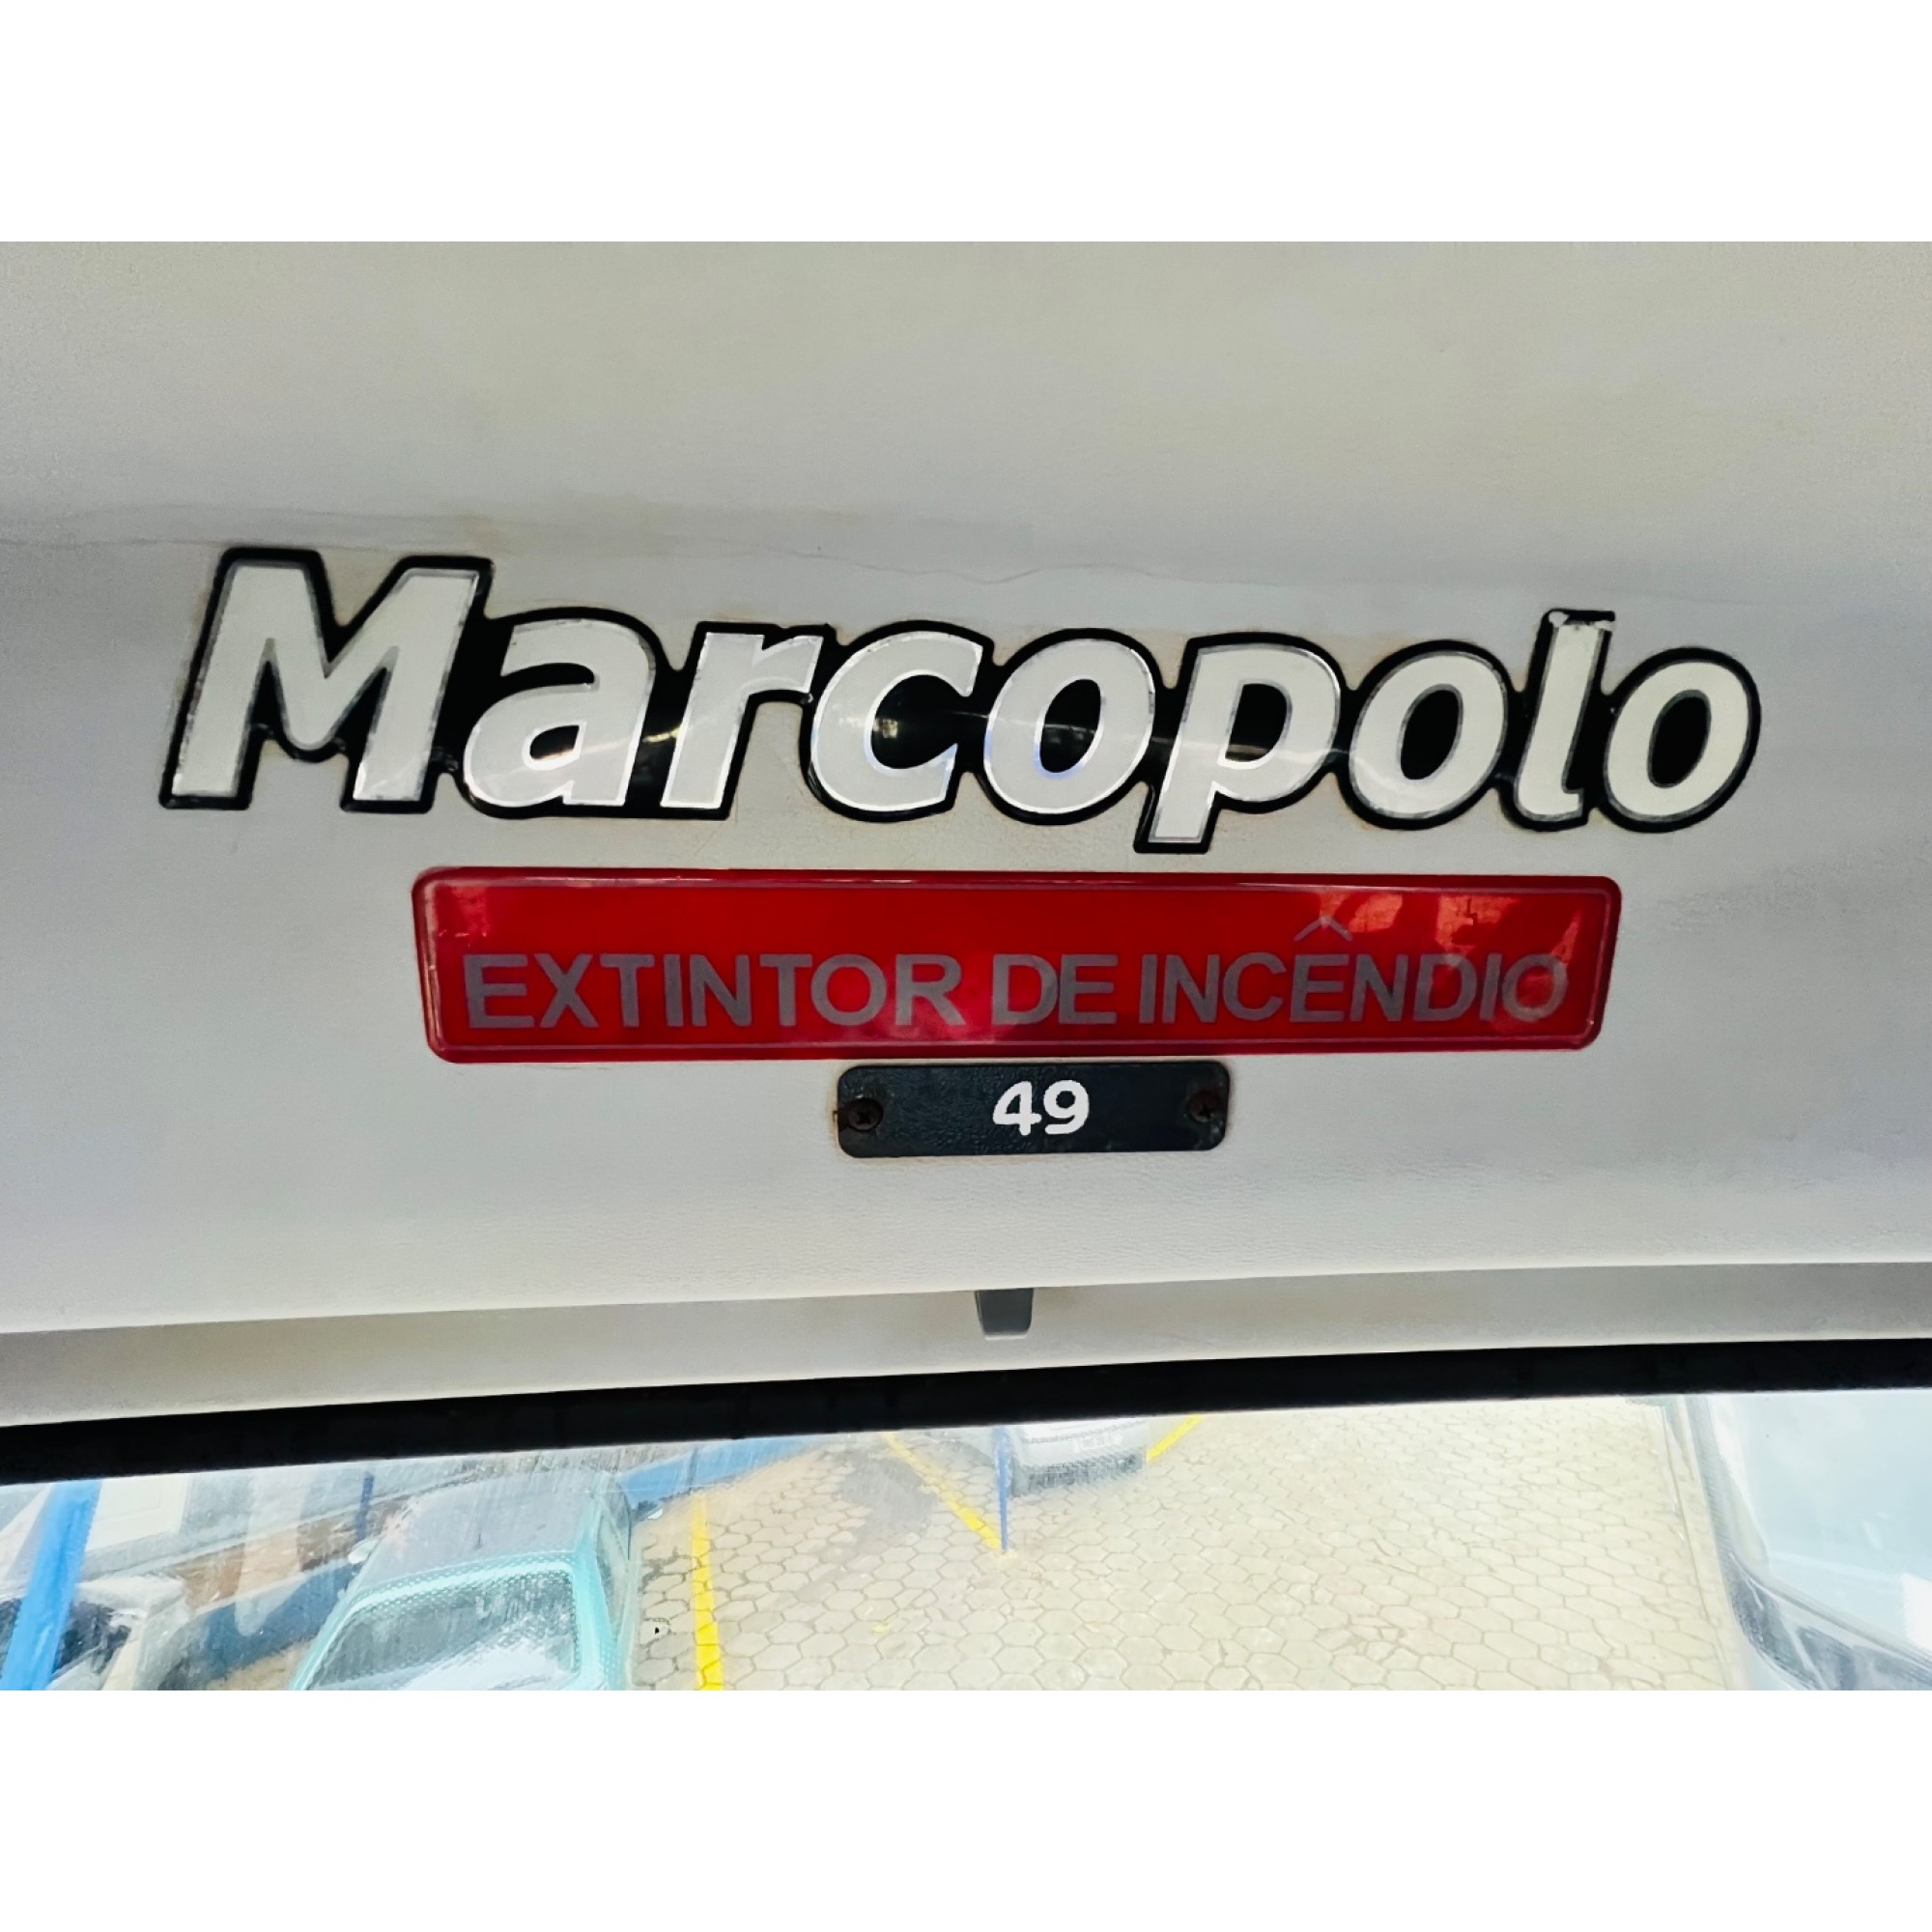 Marcopolo
EXTINTOR DE INCÊNDIO
49